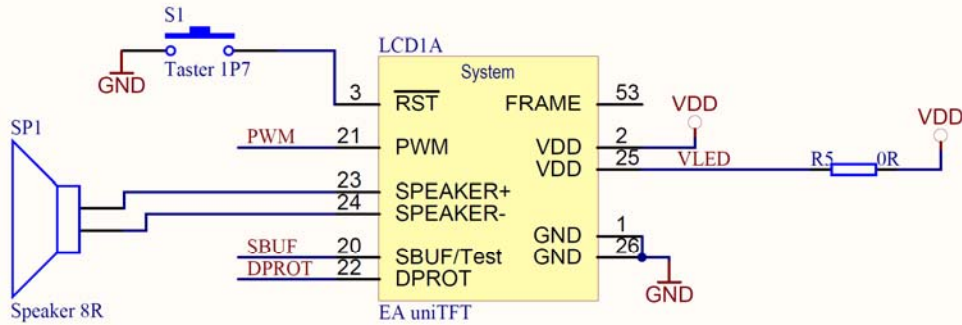 S1
GND
Taster 1P7
LCD1A
System
3 RST
FRAME 53
VDD
VDD
SP1
PWM 21 PWM
VDD 2
VDD 25 VLED R5 0R
23 SPEAKER+
24 SPEAKER-
GND 1
SBUF 20 SBUF/Test
GND 26
DPROT 22 DPROT
GND
Speaker 8R
EA uniTFT